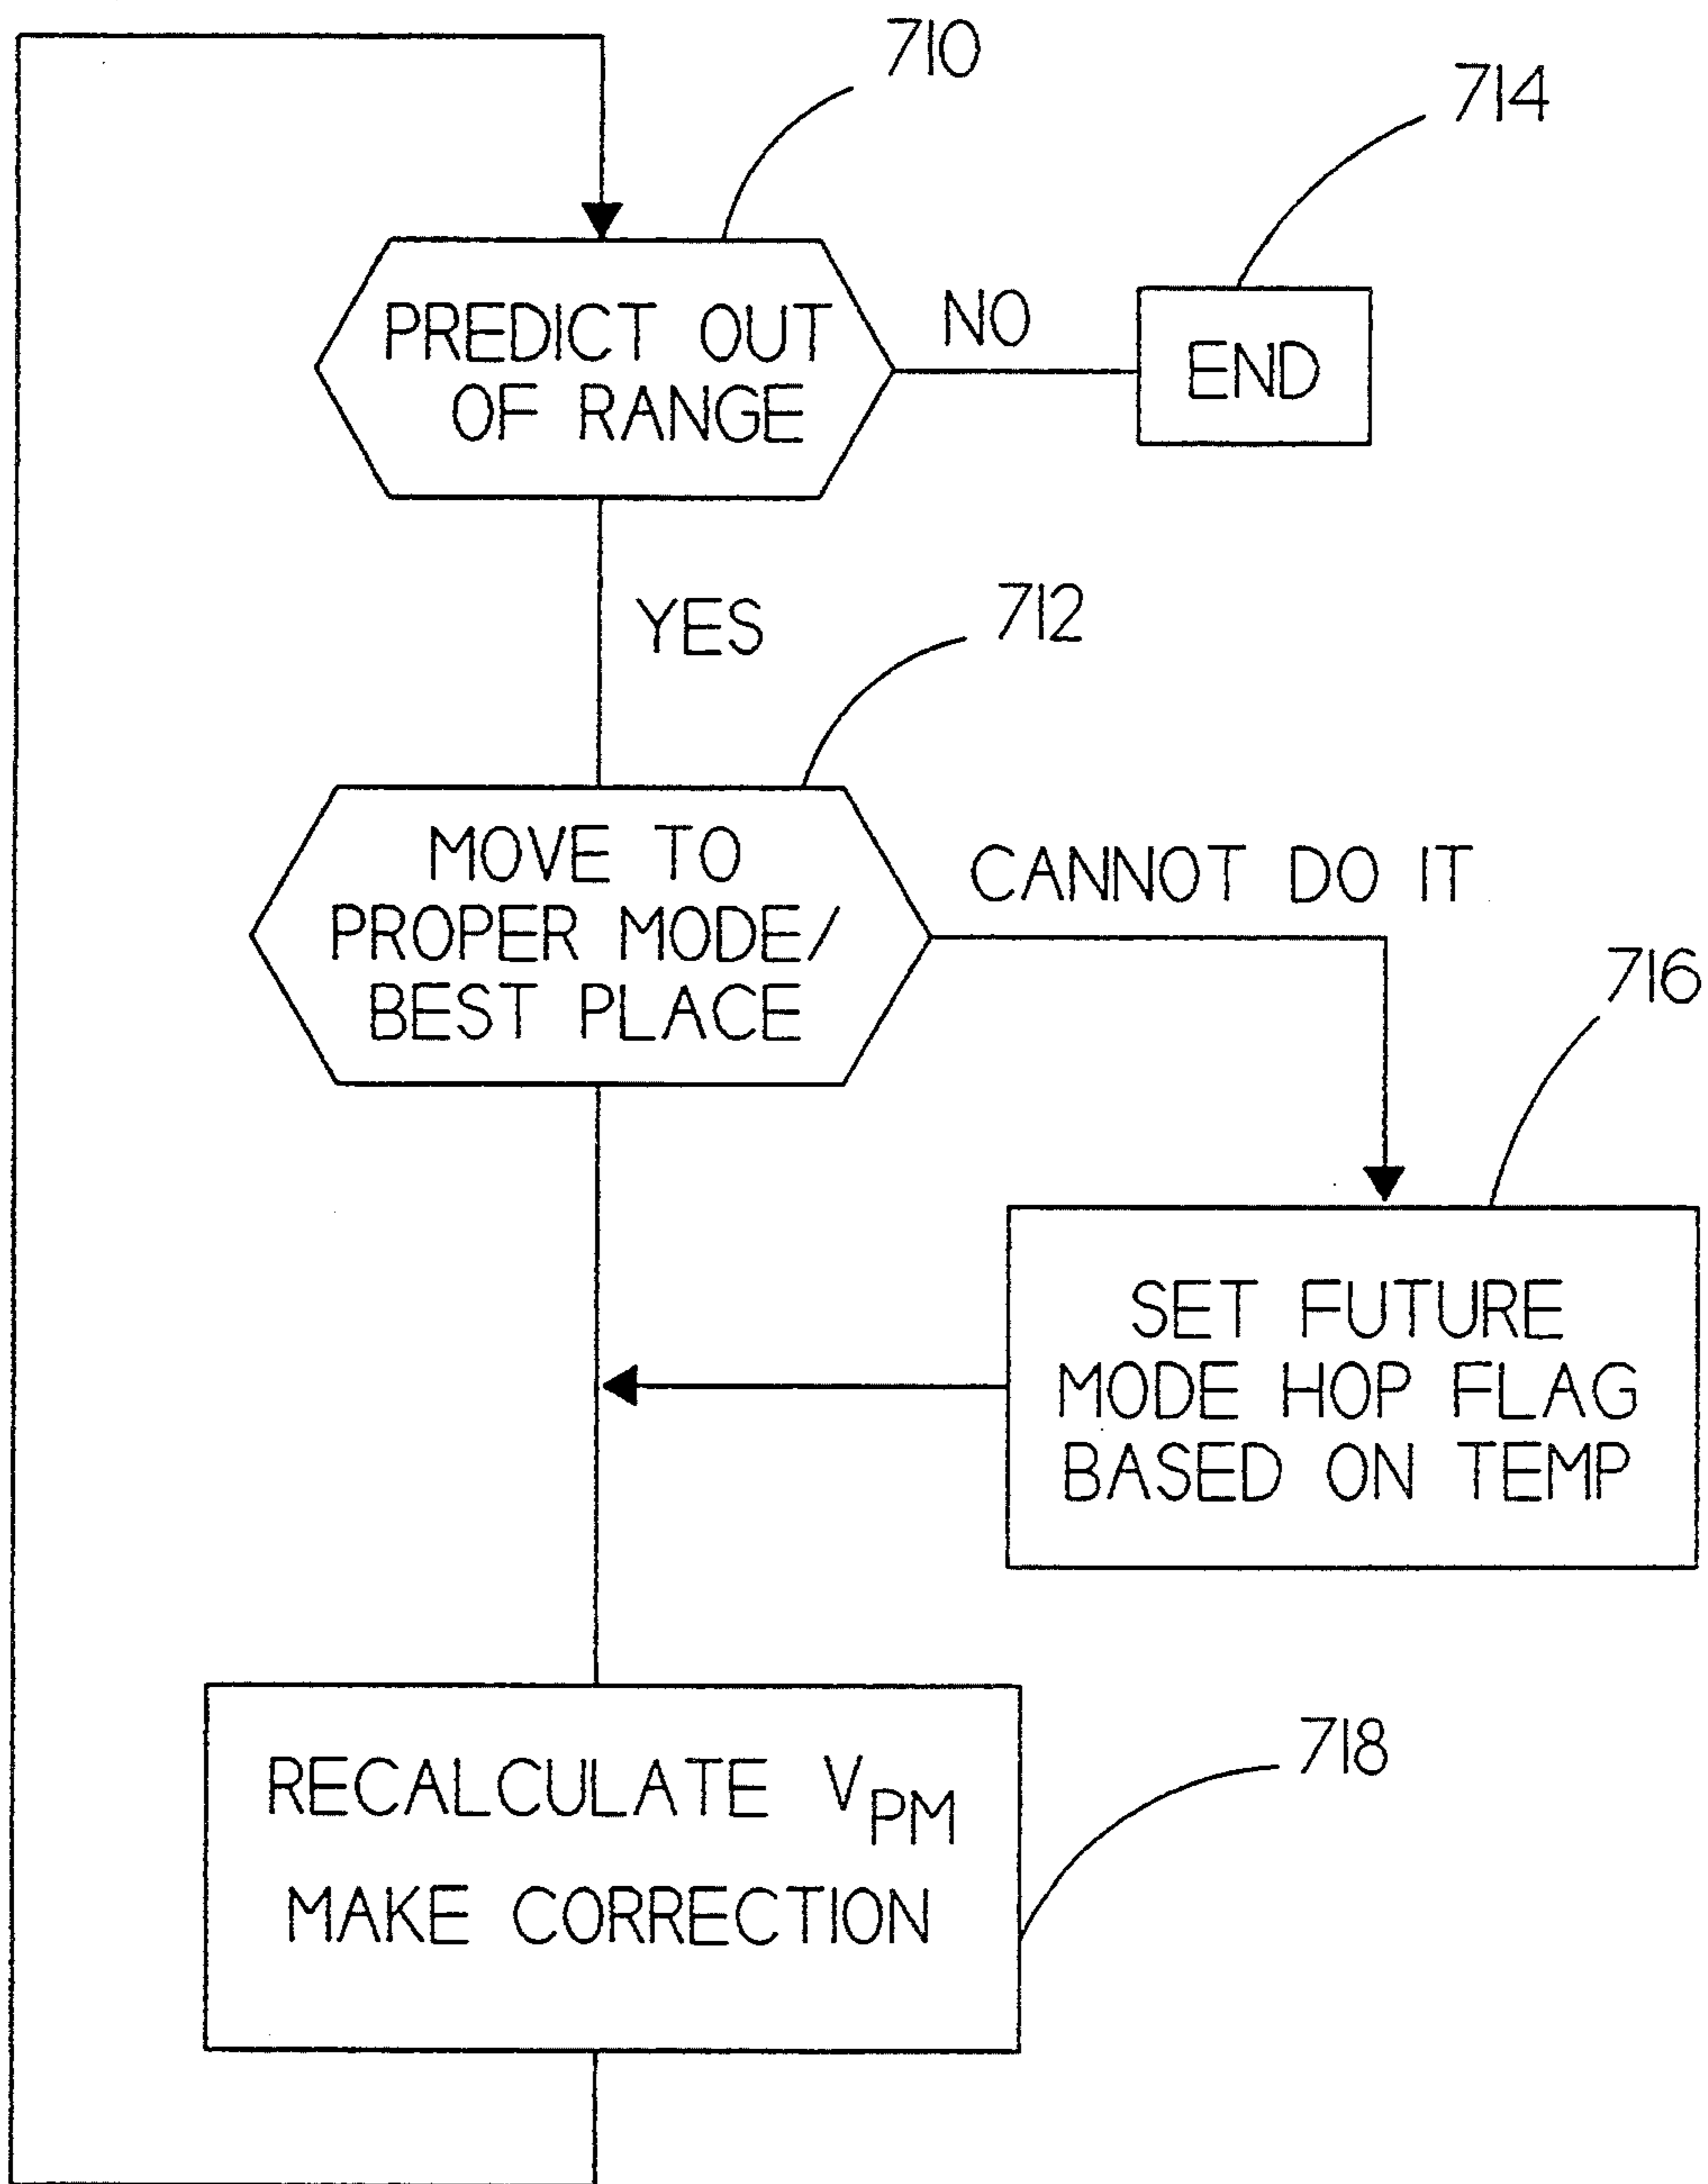 710
714
PREDICT OUT
OF RANGE
NO
END
YES
712
MOVE TO
PROPER MODE/
BEST PLACE
CANNOT DO IT
716
SET FUTURE
MODE HOP FLAG
BASED ON TEMP
718
RECALCULATE VPM
MAKE CORRECTION